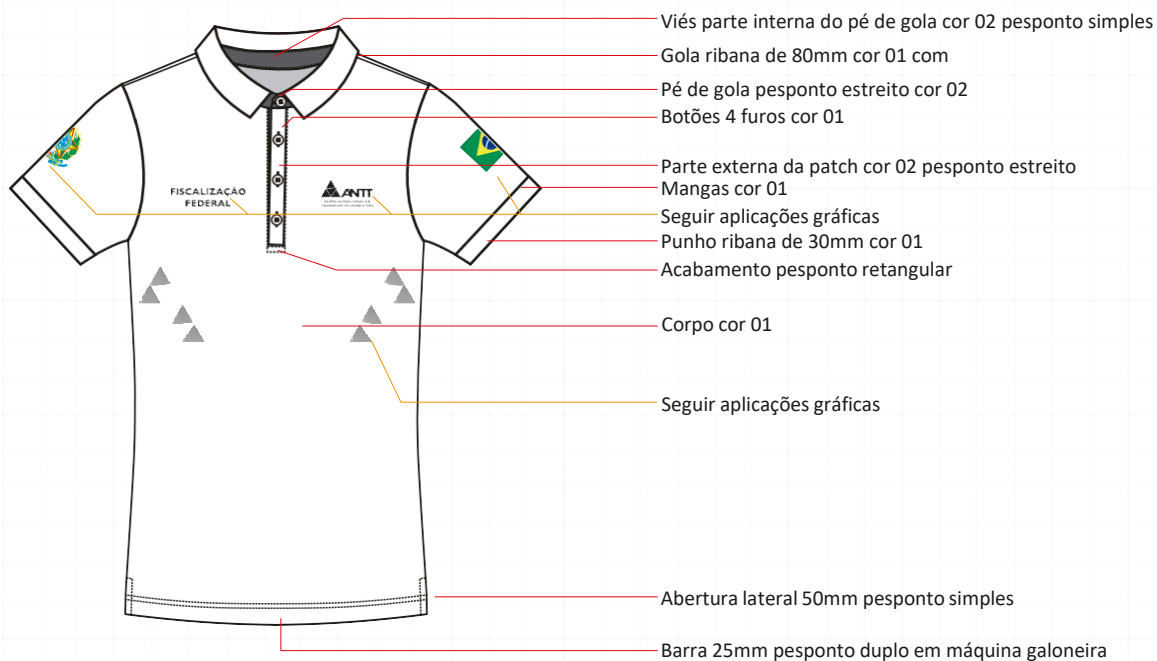 Viés parte interna do pé de gola cor 02 pesponto simples
Gola ribana de 80mm cor 01 com
Pé de gola pesponto estreito cor 02
Botões 4 furos cor 01
Parte externa da patch cor 02 pesponto estreito
Mangas cor 01
Seguir aplicações gráficas
Punho ribana de 30mm cor 01
Acabamento pesponto retangular
Corpo cor 01
Seguir aplicações gráficas
Abertura lateral 50mm pesponto simples
Barra 25mm pesponto duplo em máquina galoneira
FISCALIZAÇÃO
FEDERAL
ANTT